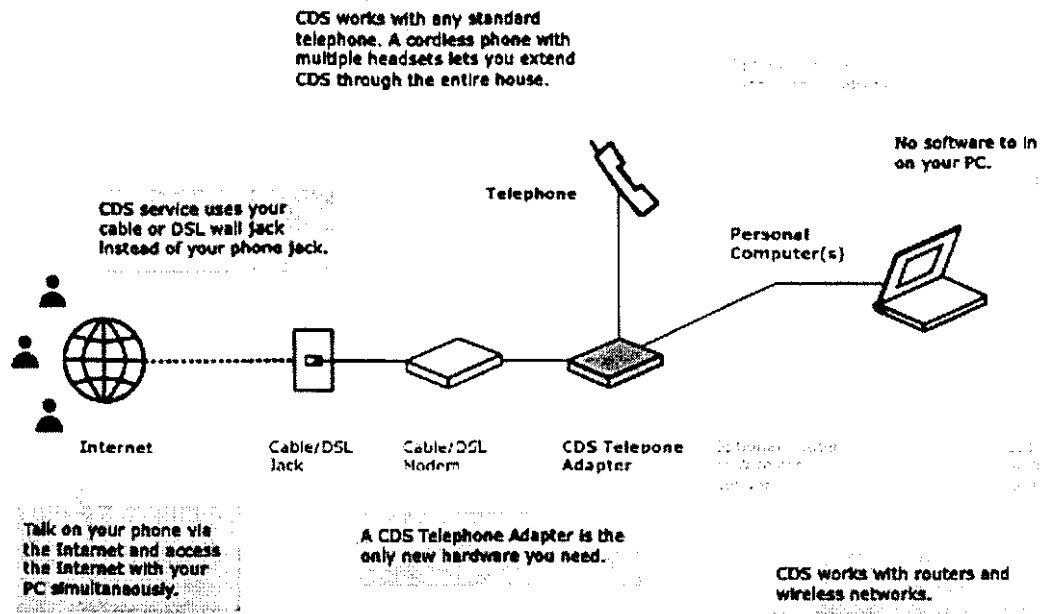 CDS works with any standard
telephone. A cordless phone with
multiple headsets lets you extend
CDS through the entire house.
No software to in
on your PC.
Telephone
CDS service uses your
cable or DSL wall jack
instead of your phone jack.
Personal
Computer(s)
Internet
Cable/DSL
Jack
Cable/DSL
Modem
CDS Telepone
Adapter
Talk on your phone via
the Internet and access
the Internet with your
PC simultaneously.
A CDS Telephone Adapter is the
only new hardware you need.
CDS works with routers and
wireless networks.